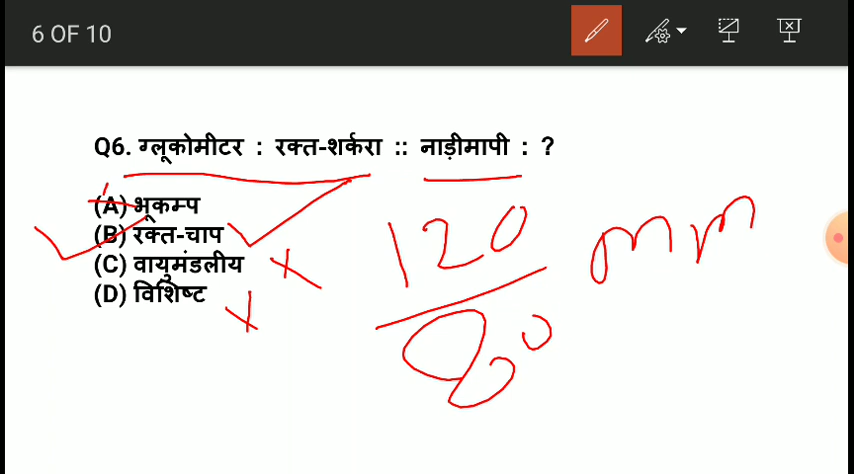 6 OF 10
Q6. ग्लूकोमीटर : रक्त-शर्करा :: नाड़ीमापी : ?
(A) भूकम्प
(B) रक्त-चाप
(C) वायुमंडलीय
(D) विशिष्ट
120 mm
80